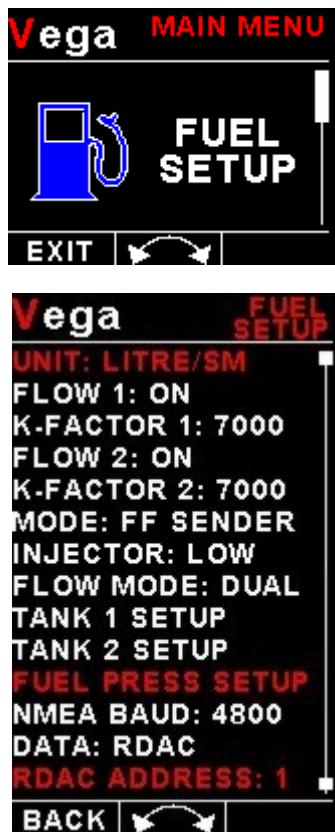 Vega MAIN MENU
FUEL
SETUP
EXIT
Vega FUEL
SETUP
UNIT: LITRE/SM
FLOW 1: ON
K-FACTOR 1: 7000
FLOW 2: ON
K-FACTOR 2: 7000
MODE: FF SENDER
INJECTOR: LOW
FLOW MODE: DUAL
TANK 1 SETUP
TANK 2 SETUP
FUEL PRESS SETUP
NMEA BAUD: 4800
DATA: RDAC
RDAC ADDRESS: 1
BACK